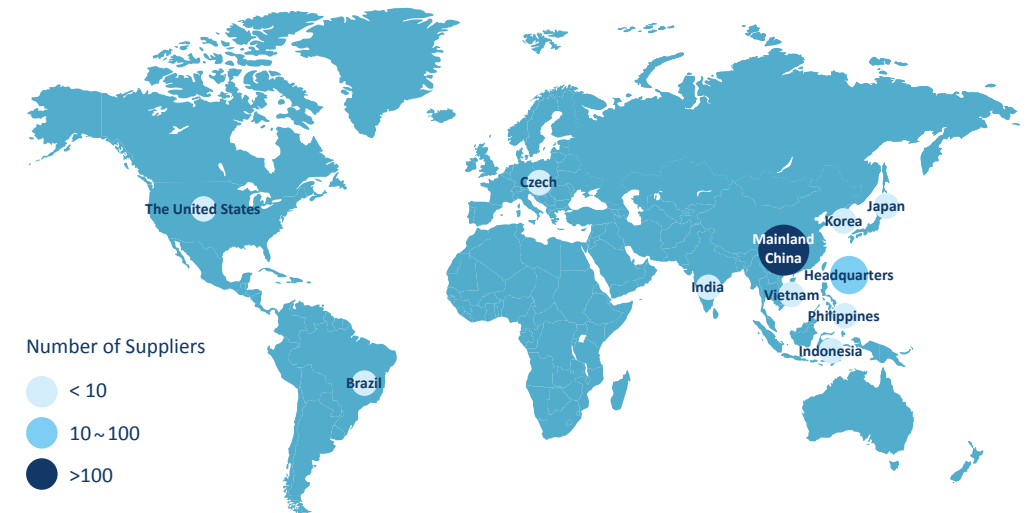 Czech
The United States
Japan
Korea
Mainland
China
Headquarters
India
Vietnam
Philippines
Indonesia
Brazil
Number of Suppliers
< 10
10~100
>100